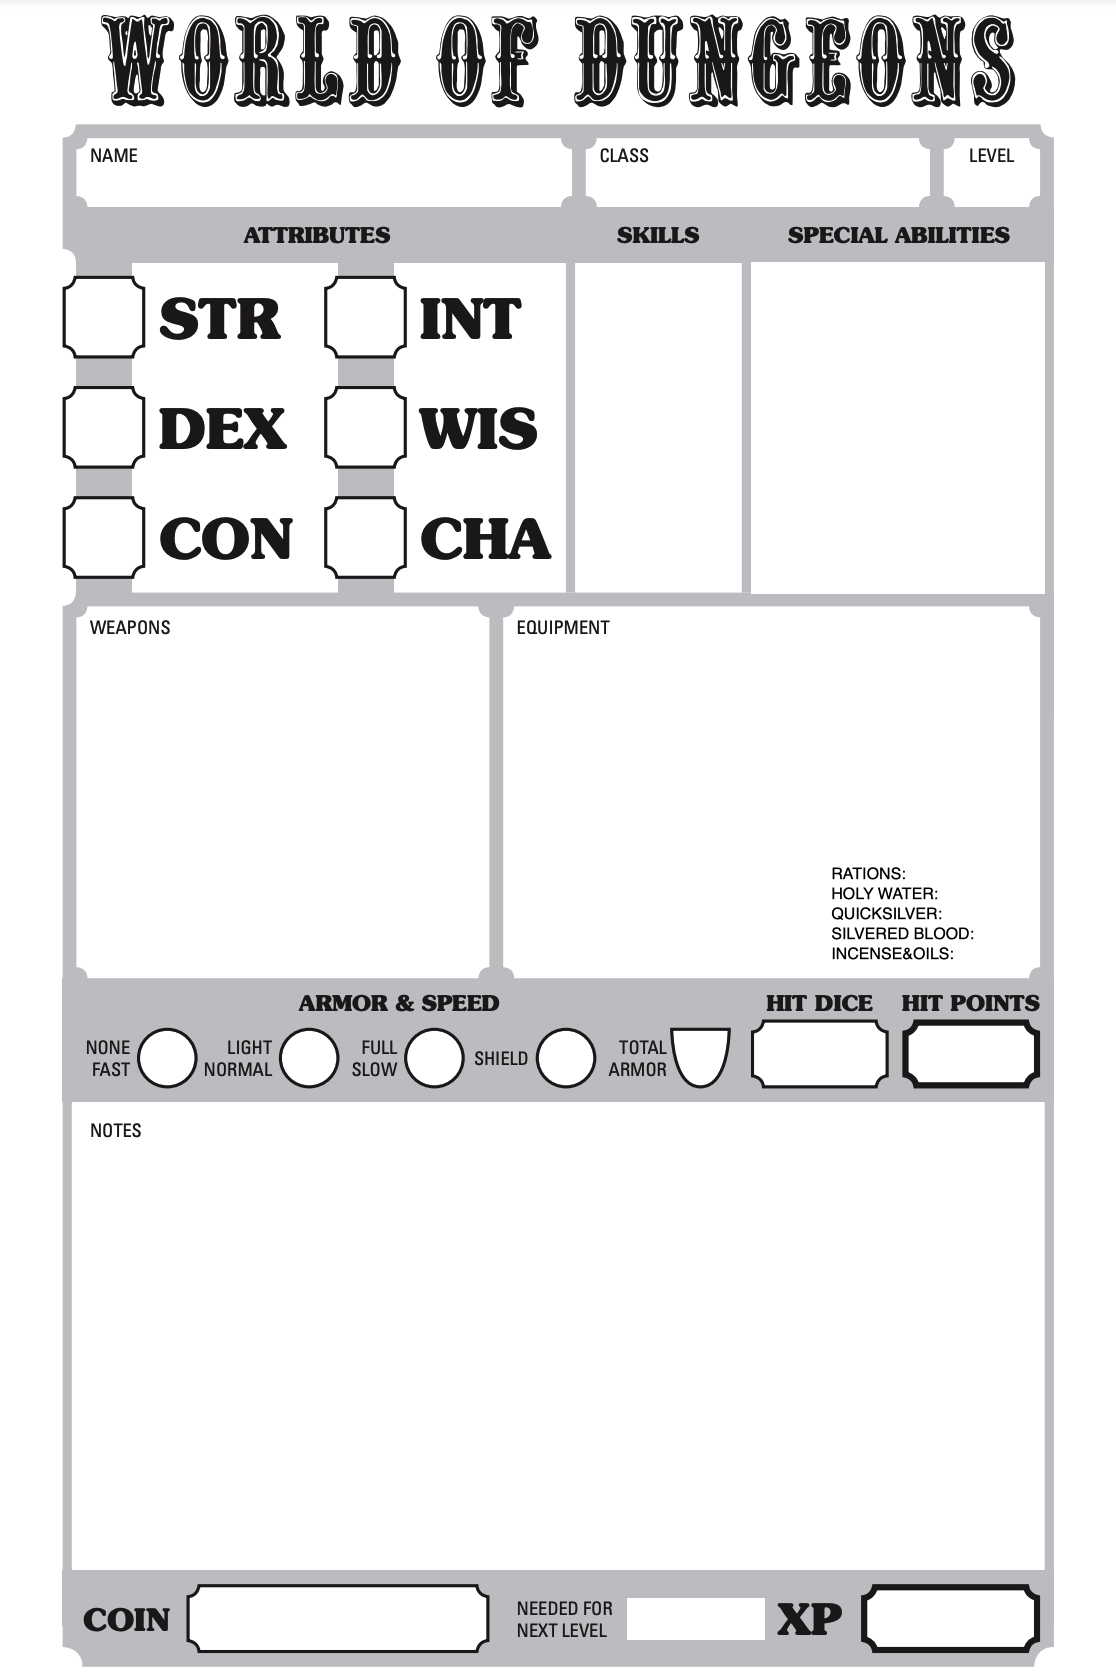 WORLD OF DUNGEONS
NAME
CLASS
LEVEL
ATTRIBUTES
SKILLS
SPECIAL ABILITIES
STR
INT
DEX
WIS
CON
CHA
WEAPONS
EQUIPMENT
RATIONS:
HOLY WATER:
QUICKSILVER:
SILVERED BLOOD:
INCENSE&OILS:
ARMOR & SPEED
HIT DICE
HIT POINTS
NONE
FAST
LIGHT
NORMAL
FULL
SLOW
SHIELD
TOTAL
ARMOR
NOTES
COIN
NEEDED FOR
NEXT LEVEL
XP